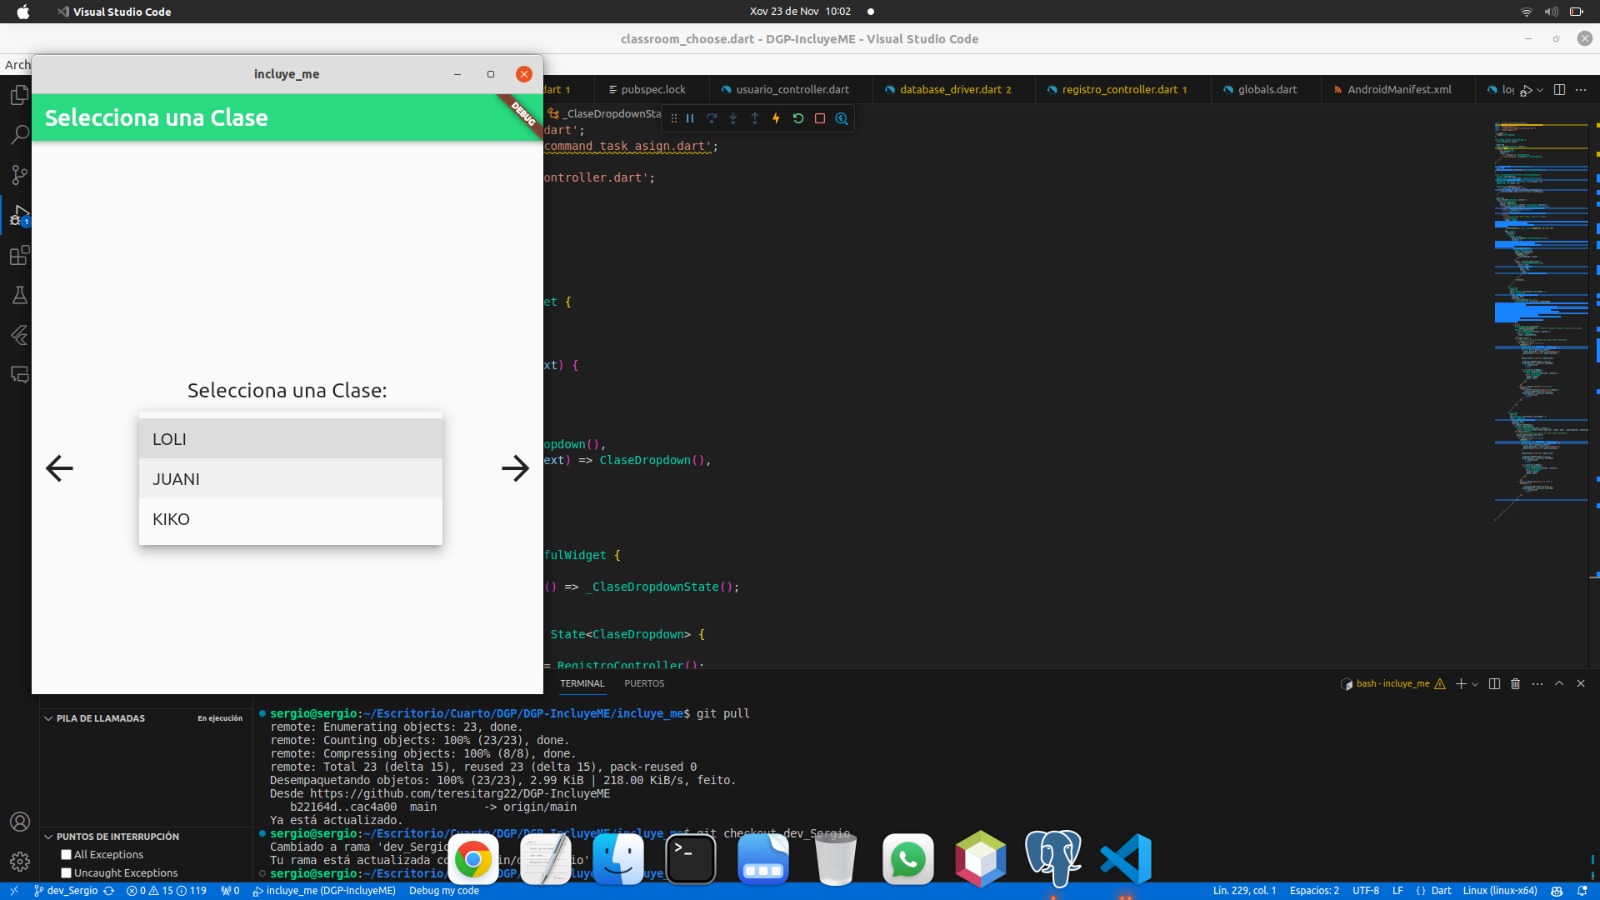 Visual Studio Code
Xov 23 de Nov 10:02
classroom_choose.dart - DGP-IncluyeME - Visual Studio Code
Arch
incluye_me
Selecciona una Clase
DEBUG
Selecciona una Clase:
LOLI
JUANI
KIKO
dart 1
pubspec.lock
usuario_controller.dart
database_driver.dart 2
registro_controller.dart 1
globals.dart
AndroidManifest.xml
_ClaseDropdownSta
dart';
command_task_asign.dart';
ontroller.dart';
et {
xt) {
opdown(),
ext) => ClaseDropdown(),
fulWidget {
() => _ClaseDropdownState();
State<ClaseDropdown> {
= RegistroController();
TERMINAL
PUERTOS
bash - incluye_me
PILA DE LLAMADAS
En ejecución
sergio@sergio:~/Escritorio/Cuarto/DGP/DGP-IncluyeME/incluye_me$ git pull
remote: Enumerating objects: 23, done.
remote: Counting objects: 100% (23/23), done.
remote: Compressing objects: 100% (8/8), done.
remote: Total 23 (delta 15), reused 23 (delta 15), pack-reused 0
Desempaquetando objetos: 100% (23/23), 2.99 KiB | 218.00 KiB/s, feito.
Desde https://github.com/teresitarg22/DGP-IncluyeME
b22164d..cac4a00 main -> origin/main
Ya está actualizado.
sergio@sergio:~/Escritorio/Cuarto/DGP/DGP-IncluyeME/incluye_me$ git checkout dev_Sergio
Cambiado a rama 'dev_Sergio'
Tu rama está actualizada
sergio@sergio:~/Escritorio/
PUNTOS DE INTERRUPCIÓN
All Exceptions
Uncaught Exceptions
dev_Sergio
0 15 119
0
incluye_me (DGP-IncluyeME)
Debug my code
Lín. 229, col. 1
Espacios: 2
UTF-8
LF
{ } Dart
Linux (linux-x64)